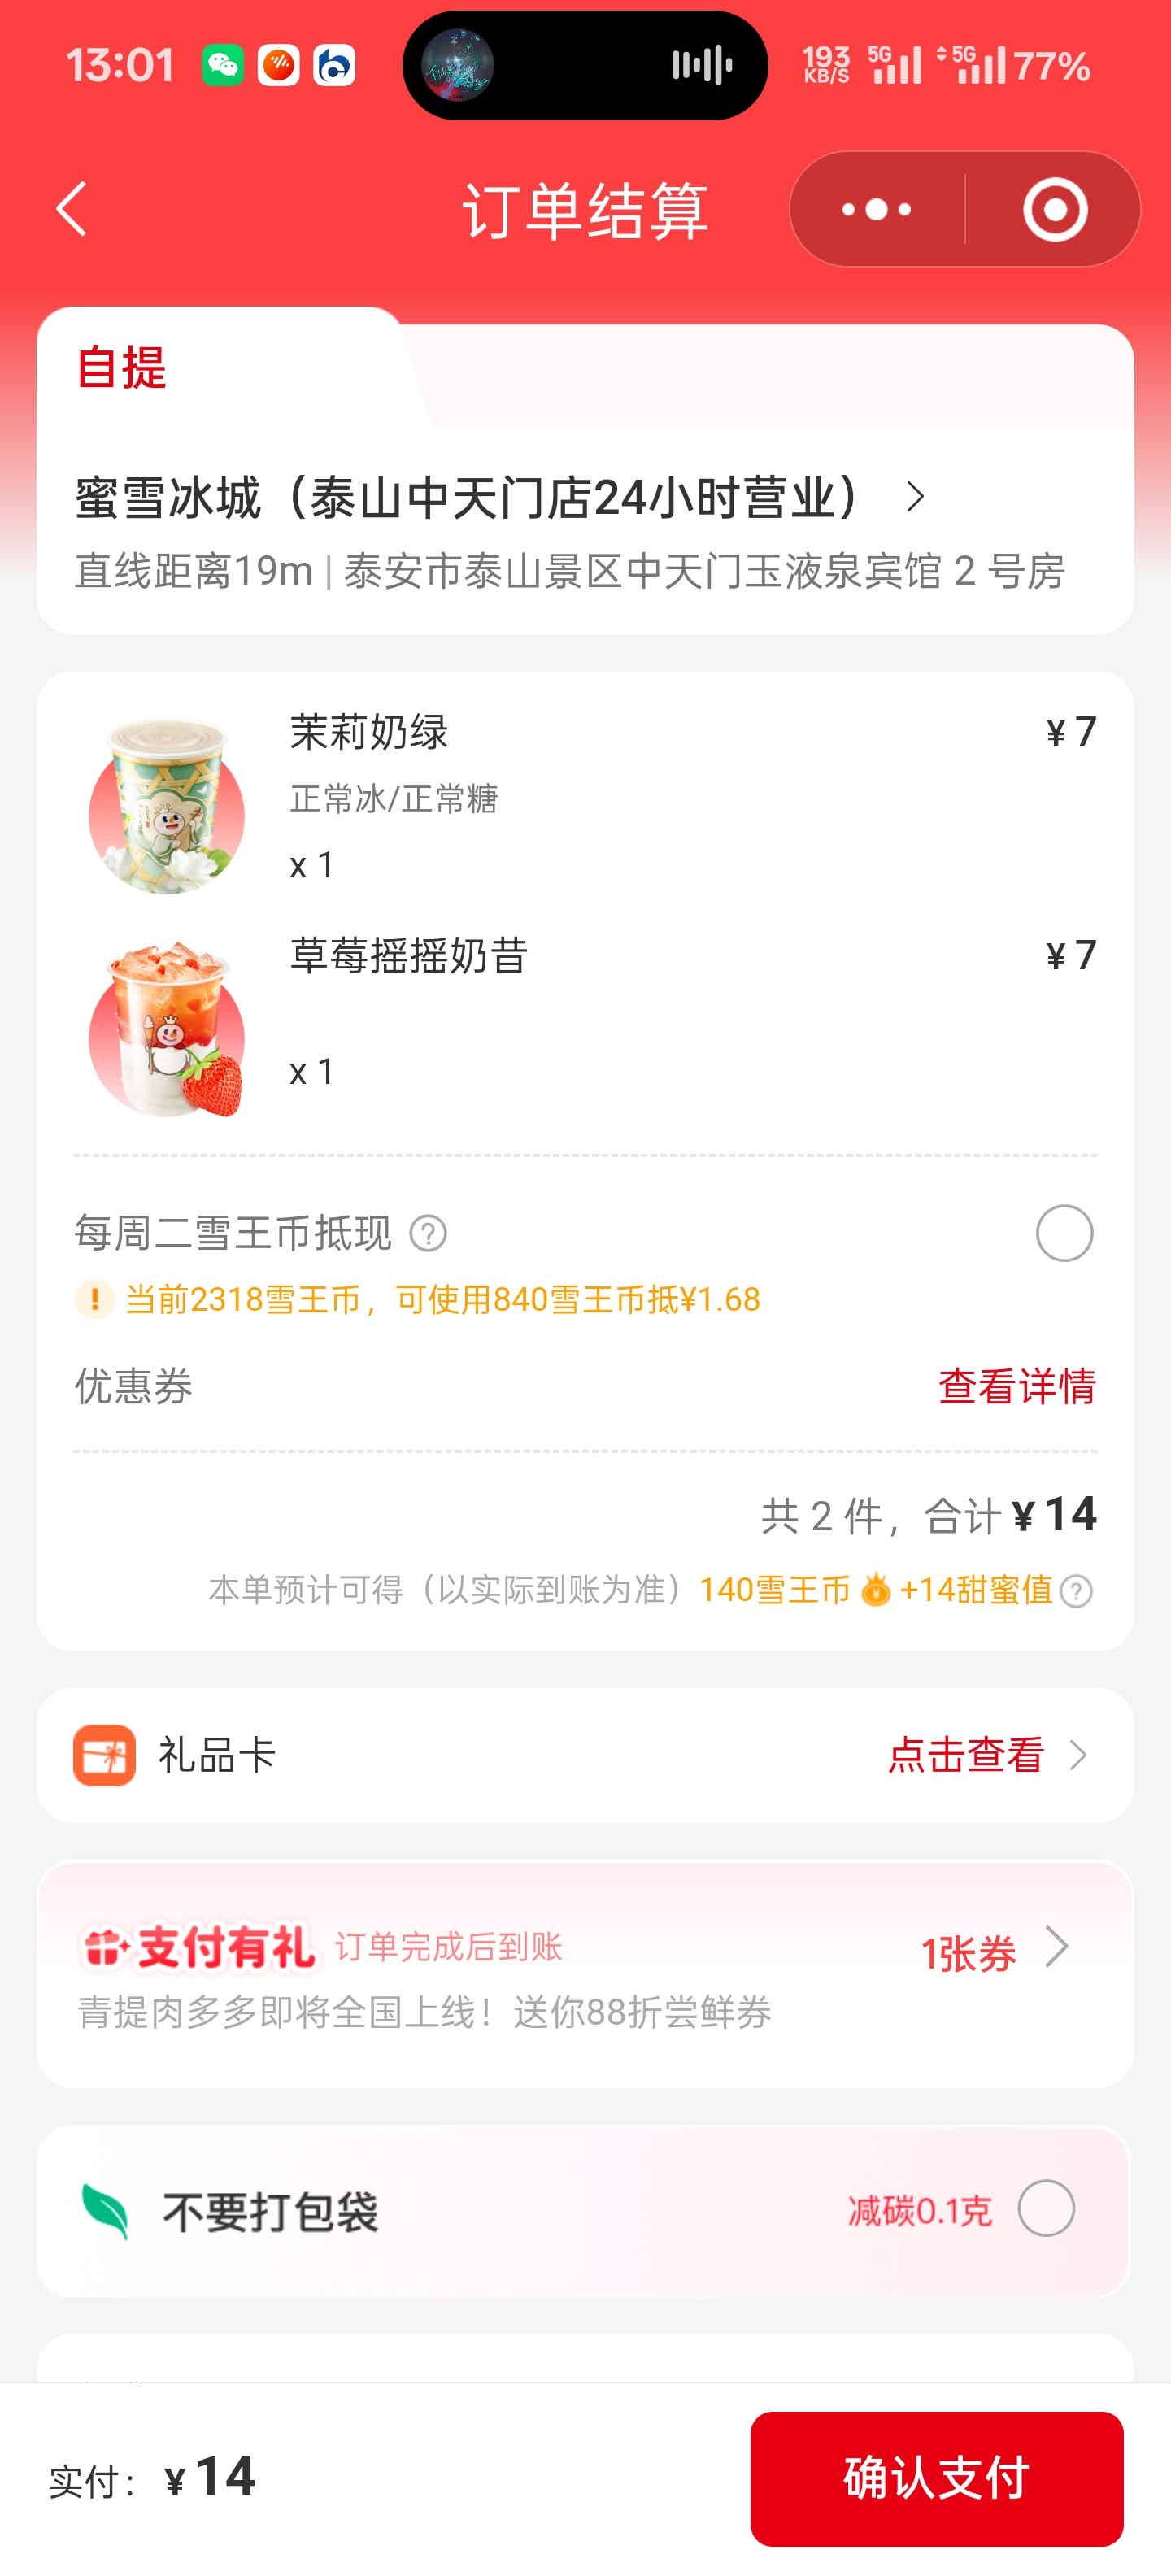 13:01
193 KB/S 5G 5G 77%
订单结算
自提
蜜雪冰城（泰山中天门店24小时营业）
直线距离19m | 泰安市泰山景区中天门玉液泉宾馆 2 号房
茉莉奶绿 ¥ 7
正常冰/正常糖
x 1
草莓摇摇奶昔 ¥ 7
x 1
每周二雪王币抵现 ?
! 当前2318雪王币，可使用840雪王币抵¥1.68
优惠券 查看详情
共 2 件，合计 ¥ 14
本单预计可得（以实际到账为准）140雪王币 +14甜蜜值 ?
礼品卡 点击查看
支付有礼 订单完成后到账 1张券
青提肉多多即将全国上线！送你88折尝鲜券
不要打包袋 减碳0.1克
实付：¥ 14 确认支付